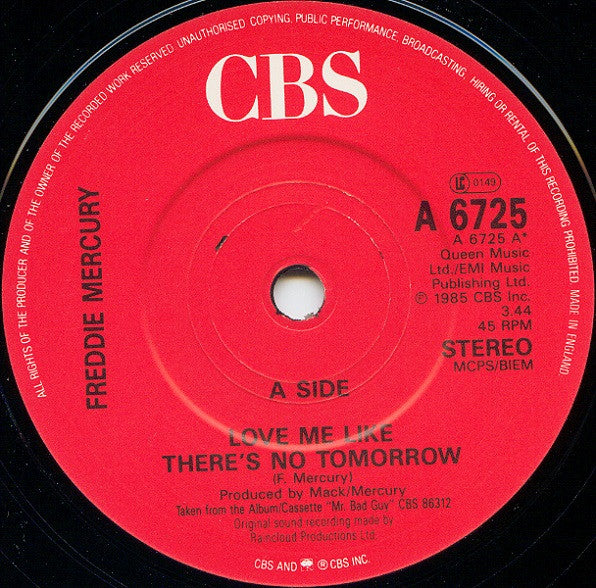 ALL RIGHTS OF THE PRODUCER AND OF THE OWNER OF THE RECORDED WORK RESERVED. UNAUTHORISED COPYING, PUBLIC PERFORMANCE, BROADCASTING, HIRING OR RENTAL OF THIS RECORDING PROHIBITED. MADE IN ENGLAND.
CBS
FREDDIE MERCURY
LC 0149
A 6725
A 6725 A*
Queen Music
Ltd./EMI Music
Publishing Ltd.
℗ 1985 CBS Inc.
3.44
45 RPM
STEREO
MCPS/BIEM
A SIDE
LOVE ME LIKE
THERE'S NO TOMORROW
(F. Mercury)
Produced by Mack/Mercury
Taken from the Album/Cassette "Mr. Bad Guy" CBS 86312
Original sound recording made by
Raincloud Productions Ltd.
CBS AND ARE ® CBS INC.